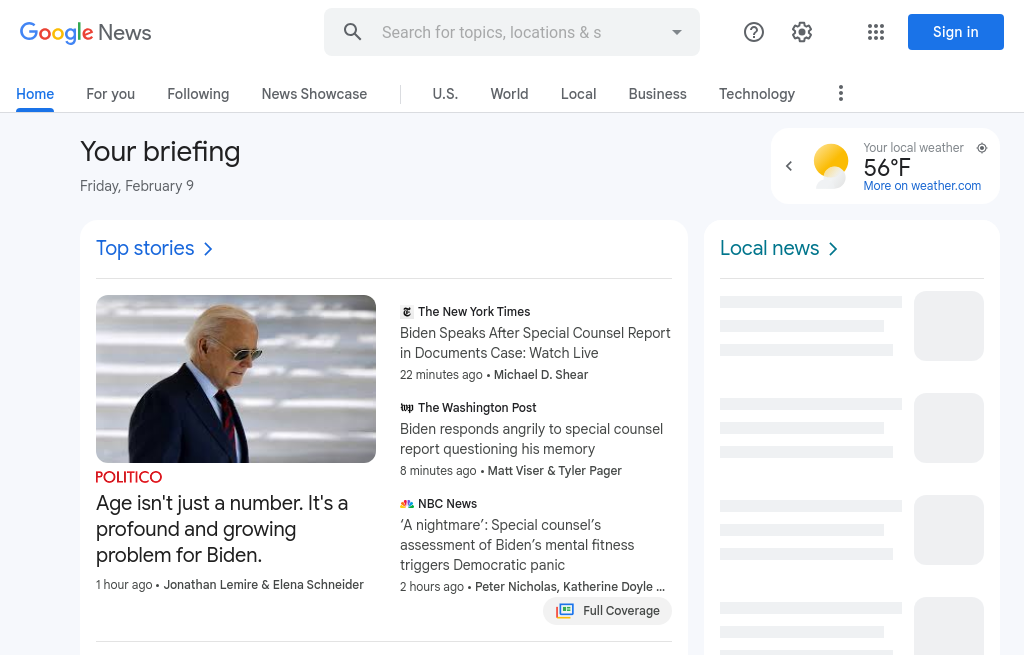 Google News
Search for topics, locations & s
Sign in
Home
For you
Following
News Showcase
U.S.
World
Local
Business
Technology
Your briefing
Friday, February 9
Your local weather
56°F
More on weather.com
Top stories
POLITICO
Age isn't just a number. It's a
profound and growing
problem for Biden.
1 hour ago • Jonathan Lemire & Elena Schneider
The New York Times
Biden Speaks After Special Counsel Report
in Documents Case: Watch Live
22 minutes ago • Michael D. Shear
The Washington Post
Biden responds angrily to special counsel
report questioning his memory
8 minutes ago • Matt Viser & Tyler Pager
NBC News
‘A nightmare’: Special counsel’s
assessment of Biden’s mental fitness
triggers Democratic panic
2 hours ago • Peter Nicholas, Katherine Doyle ...
Full Coverage
Local news